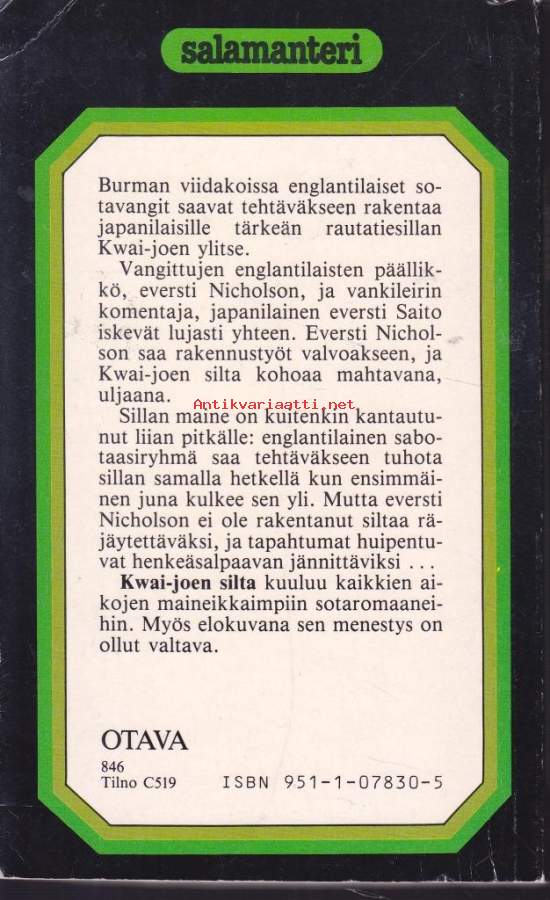 salamanteri
Burman viidakoissa englantilaiset so-
tavangit saavat tehtäväkseen rakentaa
japanilaisille tärkeän rautatiesillan
Kwai-joen ylitse.
Vangittujen englantilaisten päällik-
kö, eversti Nicholson, ja vankileirin
komentaja, japanilainen eversti Saito
iskevät lujasti yhteen. Eversti Nichol-
son saa rakennustyöt valvoakseen, ja
Kwai-joen silta kohoaa mahtavana,
uljaana.
Antikvariaatti.net
Sillan maine on kuitenkin kantautu-
nut liian pitkälle: englantilainen sabo-
taasiryhmä saa tehtäväkseen tuhota
sillan samalla hetkellä kun ensimmäi-
nen juna kulkee sen yli. Mutta eversti
Nicholson ei ole rakentanut siltaa rä-
jäytettäväksi, ja tapahtumat huipentu-
vat henkeäsalpaavan jännittäviksi ...
Kwai-joen silta kuuluu kaikkien ai-
kojen maineikkaimpiin sotaromaanei-
hin. Myös elokuvana sen menestys on
ollut valtava.
OTAVA
846
Tilno C519
ISBN 951-1-07830-5